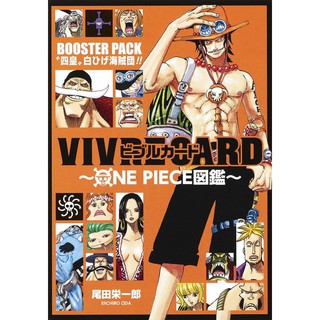 BOOSTER PACK
“四皇”白ひげ海賊団!!
VIVRE CARD
ビブルカード
～ONE PIECE図鑑～
尾田栄一郎
EIICHIRO ODA